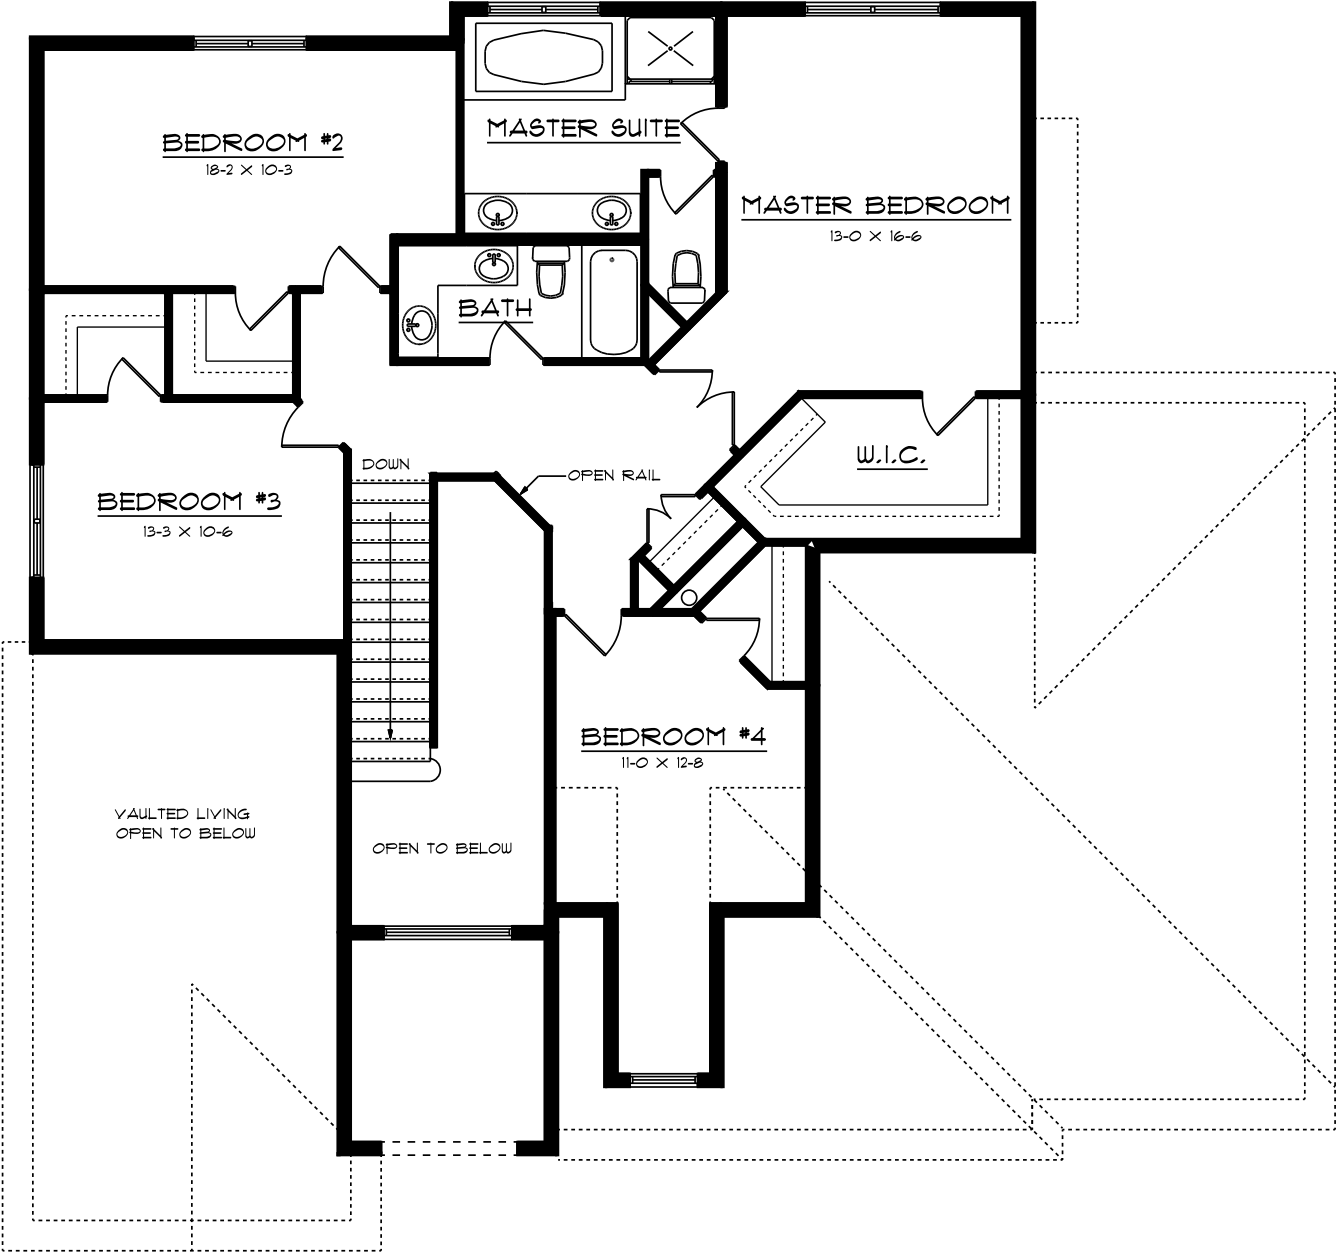 MASTER SUITE
BEDROOM #2
18-2 X 10-3
MASTER BEDROOM
13-0 X 16-6
BATH
W.I.C.
DOWN
OPEN RAIL
BEDROOM #3
13-3 X 10-6
BEDROOM #4
11-0 X 12-8
VAULTED LIVING
OPEN TO BELOW
OPEN TO BELOW